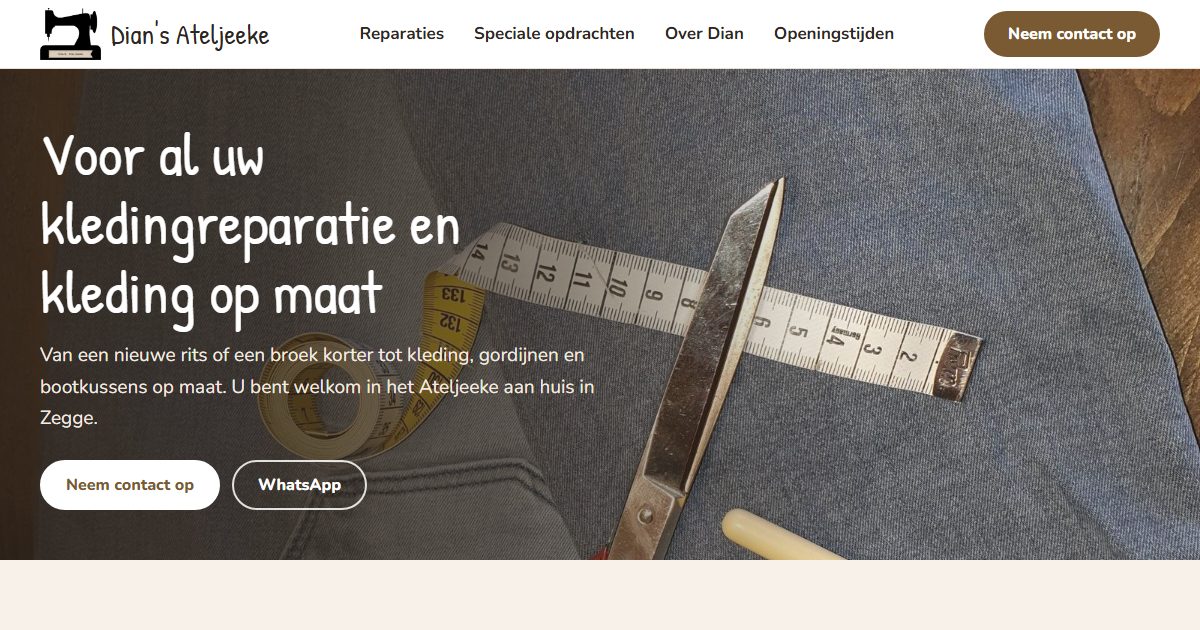 Dian's Ateljeeke
Reparaties
Speciale opdrachten
Over Dian
Openingstijden
Neem contact op
Voor al uw
kledingreparatie en
kleding op maat
Van een nieuwe rits of een broek korter tot kleding, gordijnen en
bootkussens op maat. U bent welkom in het Ateljeeke aan huis in
Zegge.
Neem contact op
WhatsApp
14 13 12 11 10 9 8 6 5 Germany 4 3 2
133
132